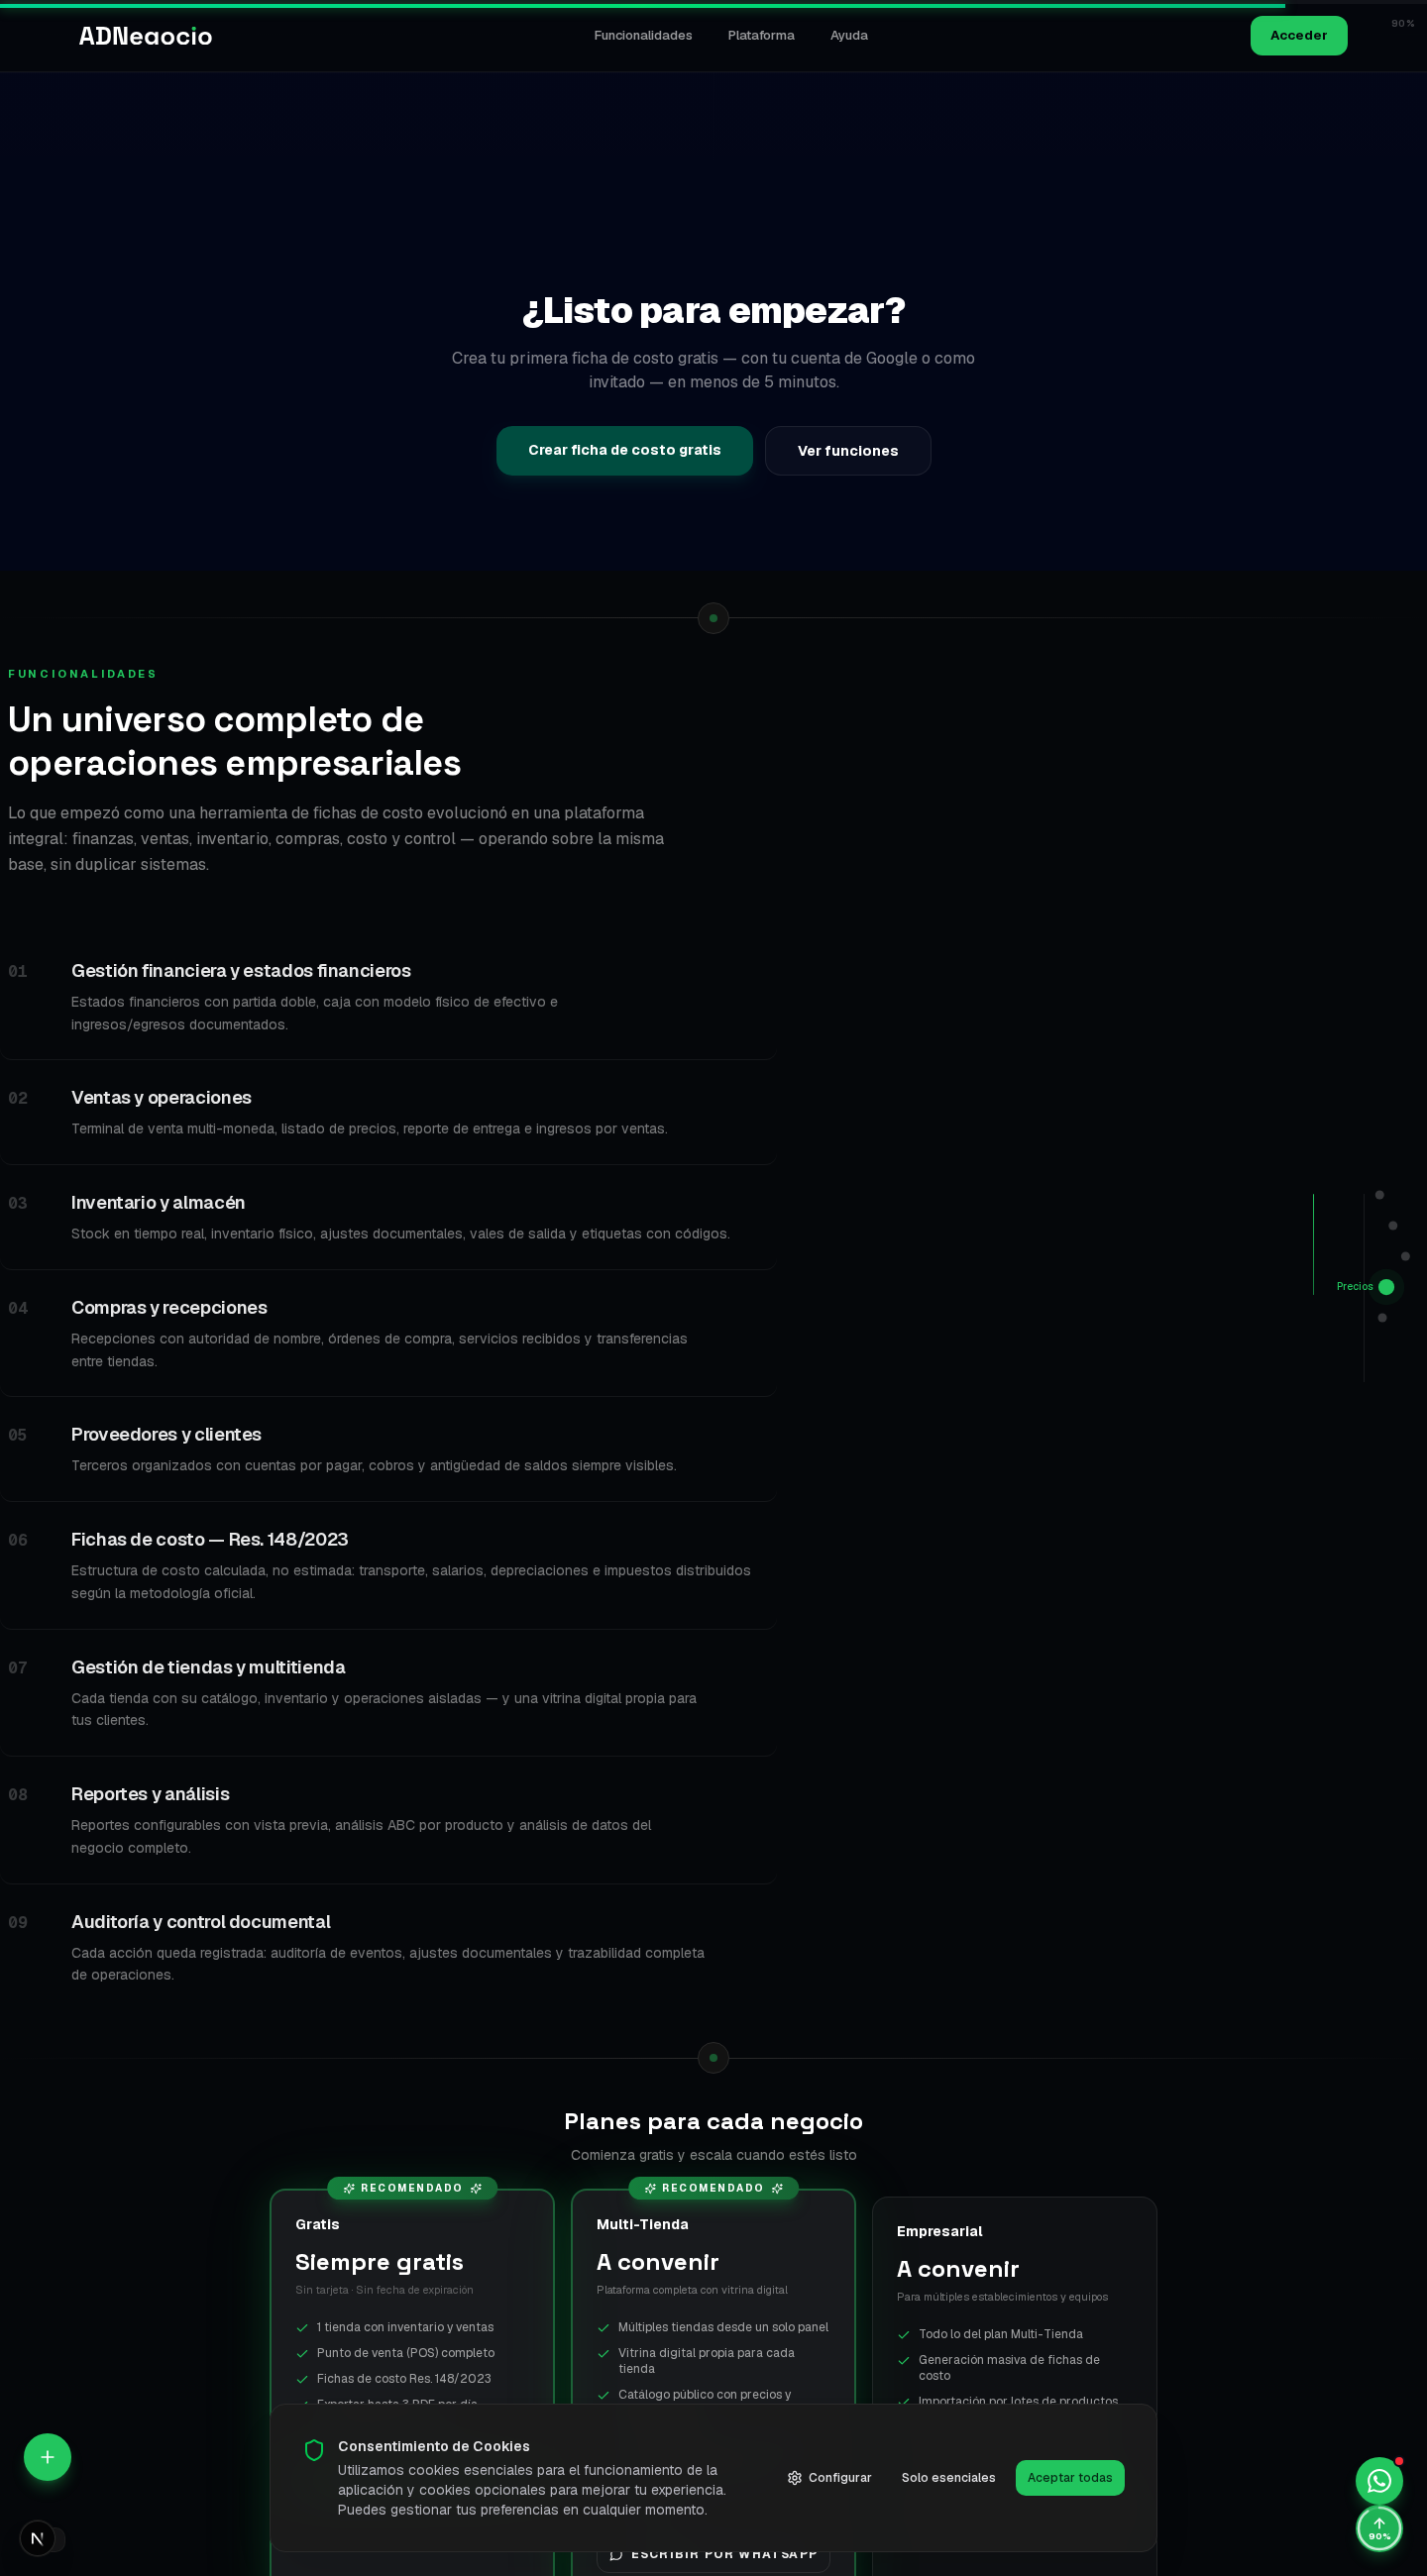 ADNegocio
Funcionalidades
Plataforma
Ayuda
Acceder
90%
¿Listo para empezar?
Crea tu primera ficha de costo gratis — con tu cuenta de Google o como
invitado — en menos de 5 minutos.
Crear ficha de costo gratis
Ver funciones
FUNCIONALIDADES
Un universo completo de
operaciones empresariales
Lo que empezó como una herramienta de fichas de costo evolucionó en una plataforma
integral: finanzas, ventas, inventario, compras, costo y control — operando sobre la misma
base, sin duplicar sistemas.
01
Gestión financiera y estados financieros
Estados financieros con partida doble, caja con modelo físico de efectivo e
ingresos/egresos documentados.
02
Ventas y operaciones
Terminal de venta multi-moneda, listado de precios, reporte de entrega e ingresos por ventas.
03
Inventario y almacén
Stock en tiempo real, inventario físico, ajustes documentales, vales de salida y etiquetas con códigos.
Precios
04
Compras y recepciones
Recepciones con autoridad de nombre, órdenes de compra, servicios recibidos y transferencias
entre tiendas.
05
Proveedores y clientes
Terceros organizados con cuentas por pagar, cobros y antigüedad de saldos siempre visibles.
06
Fichas de costo — Res. 148/2023
Estructura de costo calculada, no estimada: transporte, salarios, depreciaciones e impuestos distribuidos
según la metodología oficial.
07
Gestión de tiendas y multitienda
Cada tienda con su catálogo, inventario y operaciones aisladas — y una vitrina digital propia para
tus clientes.
08
Reportes y análisis
Reportes configurables con vista previa, análisis ABC por producto y análisis de datos del
negocio completo.
09
Auditoría y control documental
Cada acción queda registrada: auditoría de eventos, ajustes documentales y trazabilidad completa
de operaciones.
Planes para cada negocio
Comienza gratis y escala cuando estés listo
RECOMENDADO
Gratis
Siempre gratis
Sin tarjeta · Sin fecha de expiración
1 tienda con inventario y ventas
Punto de venta (POS) completo
Fichas de costo Res. 148/2023
Exportar hasta 3 PDF por día
RECOMENDADO
Multi-Tienda
A convenir
Plataforma completa con vitrina digital
Múltiples tiendas desde un solo panel
Vitrina digital propia para cada
tienda
Catálogo público con precios y
Empresarial
A convenir
Para múltiples establecimientos y equipos
Todo lo del plan Multi-Tienda
Generación masiva de fichas de
costo
Importación por lotes de productos
Consentimiento de Cookies
Utilizamos cookies esenciales para el funcionamiento de la
aplicación y cookies opcionales para mejorar tu experiencia.
Puedes gestionar tus preferencias en cualquier momento.
Configurar
Solo esenciales
Aceptar todas
ESCRIBIR POR WHATSAPP
N
90%